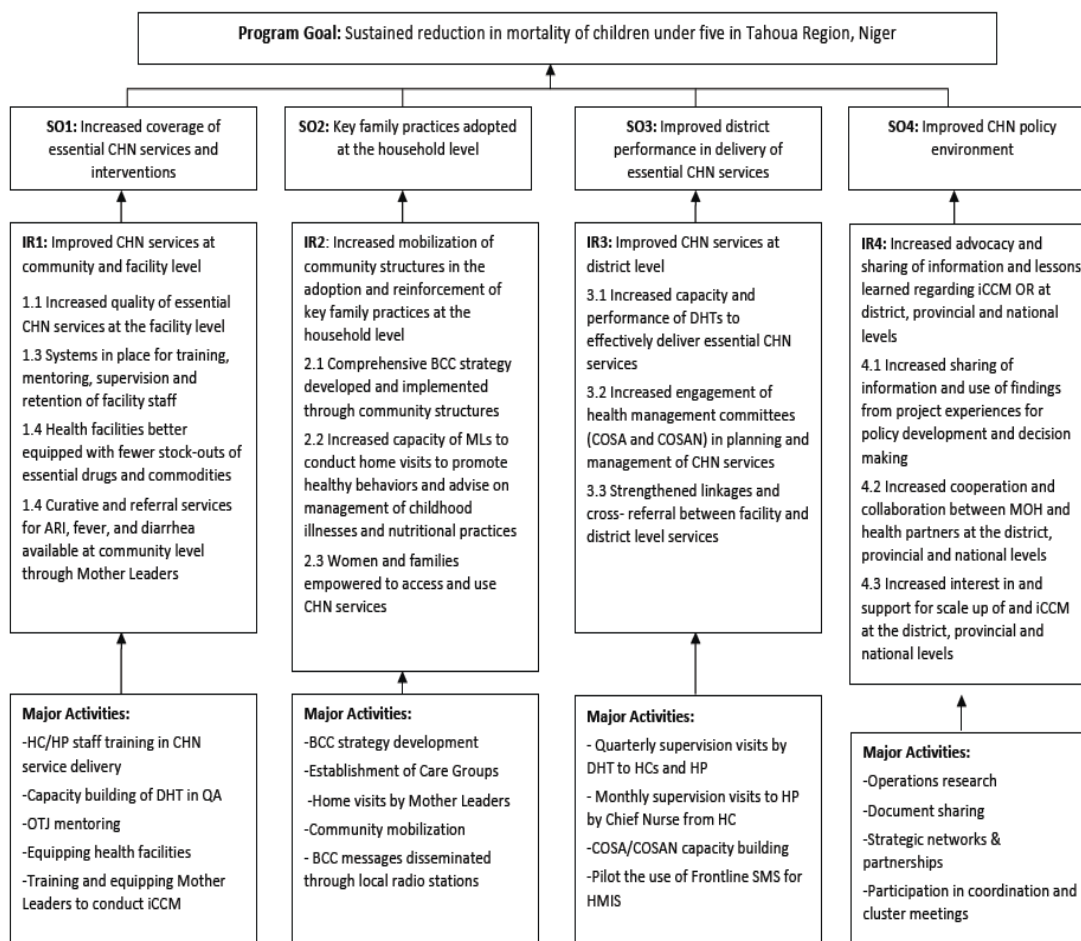 Program Goal: Sustained reduction in mortality of children under five in Tahoua Region, Niger
SO1: Increased coverage of
essential CHN services and
interventions
SO2: Key family practices adopted
at the household level
SO3: Improved district
performance in delivery of
essential CHN services
SO4: Improved CHN policy
environment
IR1: Improved CHN services at
community and facility level
1.1 Increased quality of essential
CHN services at the facility level
1.3 Systems in place for training,
mentoring, supervision and
retention of facility staff
1.4 Health facilities better
equipped with fewer stock-outs of
essential drugs and commodities
1.4 Curative and referral services
for ARI, fever, and diarrhea
available at community level
through Mother Leaders
IR2: Increased mobilization of
community structures in the
adoption and reinforcement of
key family practices at the
household level
2.1 Comprehensive BCC strategy
developed and implemented
through community structures
2.2 Increased capacity of MLs to
conduct home visits to promote
healthy behaviors and advise on
management of childhood
illnesses and nutritional practices
2.3 Women and families
empowered to access and use
CHN services
IR3: Improved CHN services at
district level
3.1 Increased capacity and
performance of DHTs to
effectively deliver essential CHN
services
3.2 Increased engagement of
health management committees
(COSA and COSAN) in planning and
management of CHN services
3.3 Strengthened linkages and
cross- referral between facility and
district level services
IR4: Increased advocacy and
sharing of information and lessons
learned regarding iCCM OR at
district, provincial and national
levels
4.1 Increased sharing of
information and use of findings
from project experiences for
policy development and decision
making
4.2 Increased cooperation and
collaboration between MOH and
health partners at the district,
provincial and national levels
4.3 Increased interest in and
support for scale up of and iCCM
at the district, provincial and
national levels
Major Activities:
-HC/HP staff training in CHN
service delivery
-Capacity building of DHT in QA
-OTJ mentoring
-Equipping health facilities
-Training and equipping Mother
Leaders to conduct iCCM
Major Activities:
-BCC strategy development
-Establishment of Care Groups
-Home visits by Mother Leaders
-Community mobilization
- BCC messages disseminated
through local radio stations
Major Activities:
- Quarterly supervision visits by
DHT to HCs and HP
- Monthly supervision visits to HP
by Chief Nurse from HC
-COSA/COSAN capacity building
-Pilot the use of Frontline SMS for
HMIS
Major Activities:
-Operations research
-Document sharing
-Strategic networks &
partnerships
-Participation in coordination and
cluster meetings